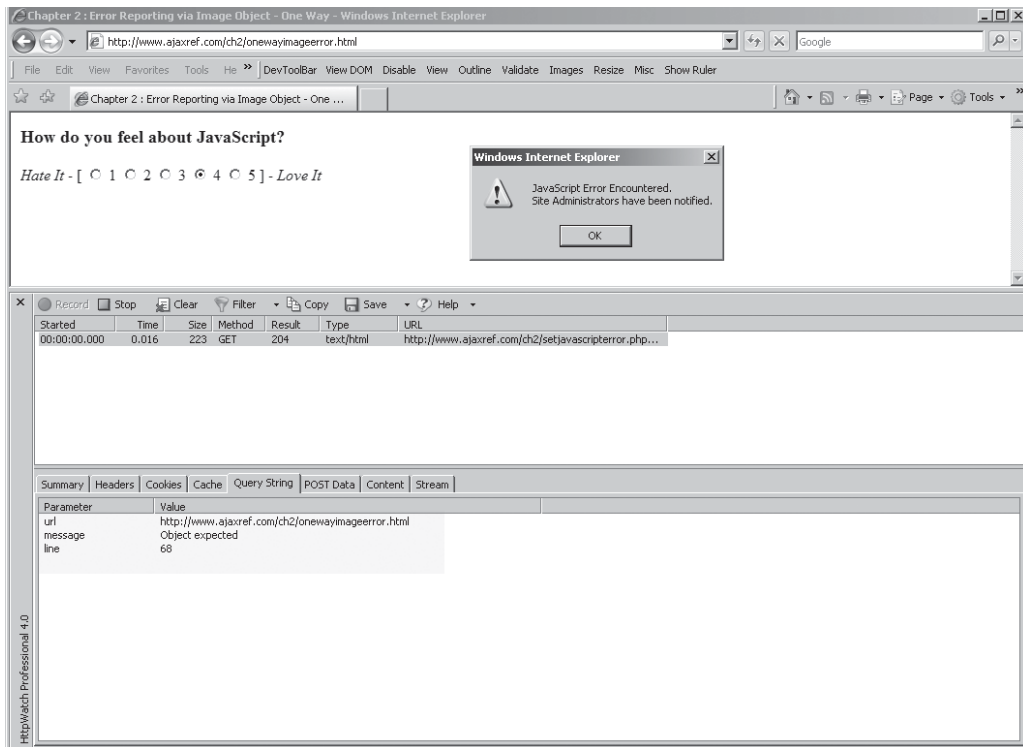 Chapter 2 : Error Reporting via Image Object - One Way - Windows Internet Explorer
http://www.ajaxref.com/ch2/onewayimageerror.html
Google
File Edit View Favorites Tools He » DevToolBar View DOM Disable View Outline Validate Images Resize Misc Show Ruler
Chapter 2 : Error Reporting via Image Object - One ...
Page Tools »
How do you feel about JavaScript?
Hate It - [ 1 2 3 4 5 ] - Love It
Windows Internet Explorer
JavaScript Error Encountered.
Site Administrators have been notified.
OK
Record Stop Clear Filter Copy Save Help
Started Time Size Method Result Type URL
00:00:00.000 0.016 223 GET 204 text/html http://www.ajaxref.com/ch2/setjavascripterror.php...
Summary Headers Cookies Cache Query String POST Data Content Stream
Parameter Value
url http://www.ajaxref.com/ch2/onewayimageerror.html
message Object expected
line 68
HttpWatch Professional 4.0